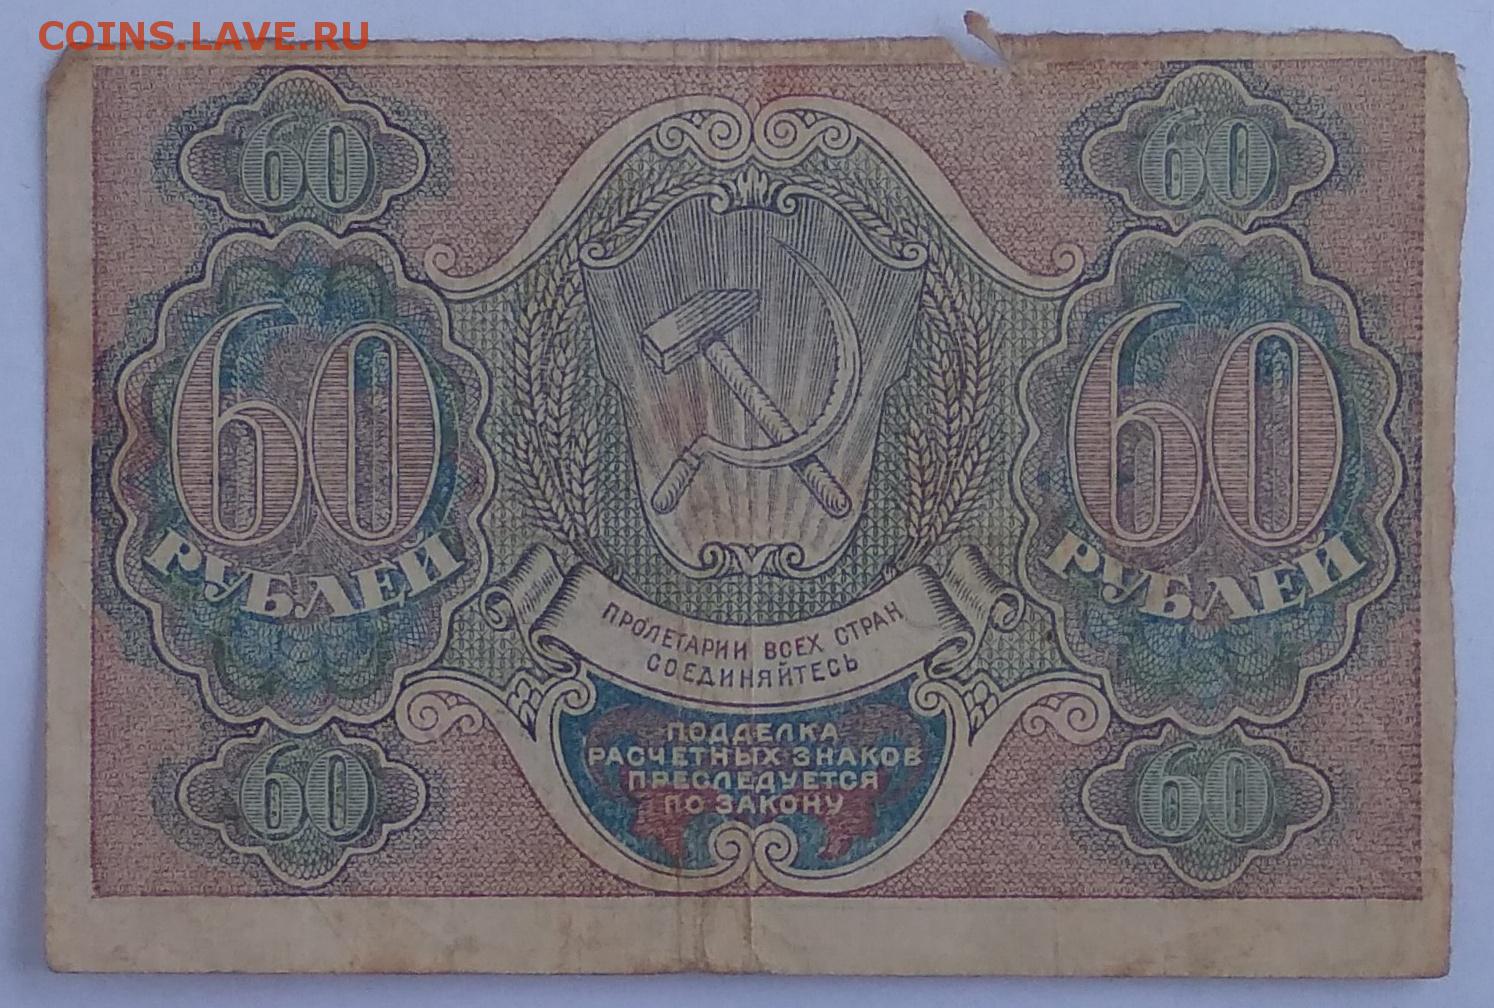 COINS.LAVE.RU
60
60
60
РУБЛЕЙ
60
РУБЛЕЙ
ПРОЛЕТАРИИ ВСЕХ СТРАН
СОЕДИНЯЙТЕСЬ
ПОДДЕЛКА
РАСЧЕТНЫХ ЗНАКОВ
ПРЕСЛЕДУЕТСЯ
ПО ЗАКОНУ
60
60